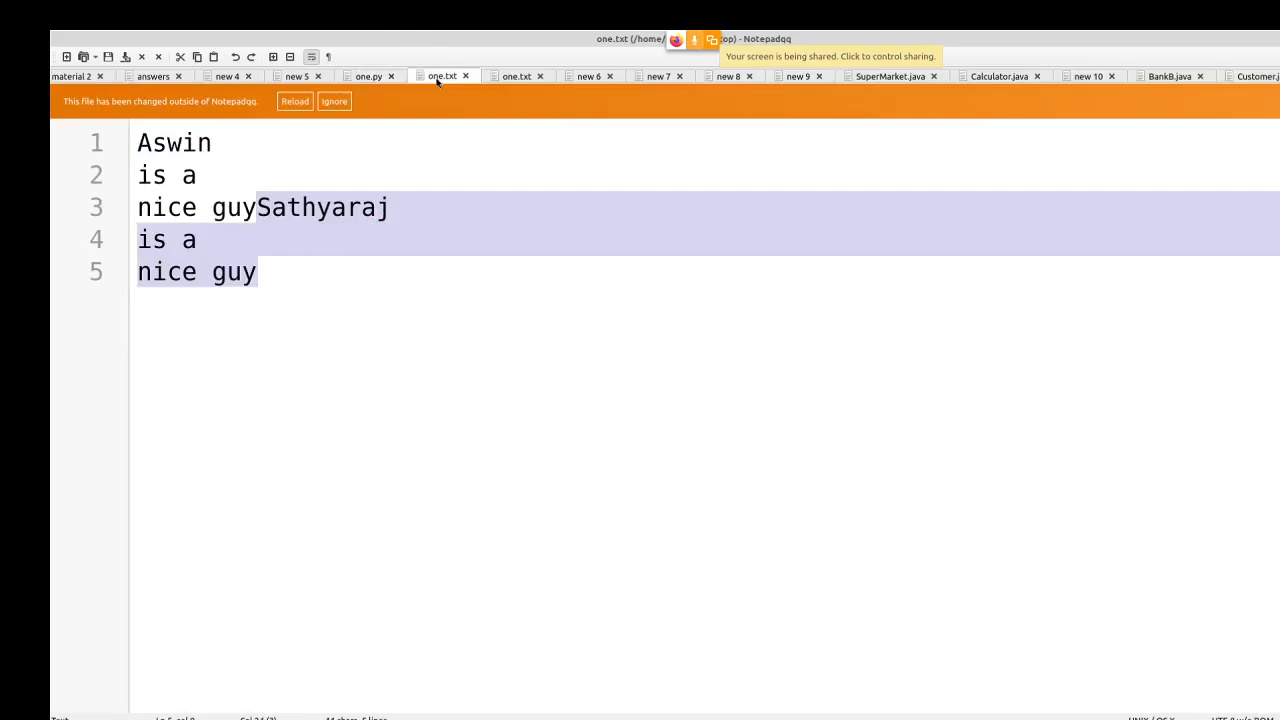 one.txt (/home/ top) - Notepadqq
Your screen is being shared. Click to control sharing.
material 2 answers new 4 new 5 one.py one.txt one.txt new 6 new 7 new 8 new 9 SuperMarket.java Calculator.java new 10 BankB.java Customer.j
This file has been changed outside of Notepadqq. Reload Ignore
1 Aswin
2 is a
3 nice guySathyaraj
4 is a
5 nice guy